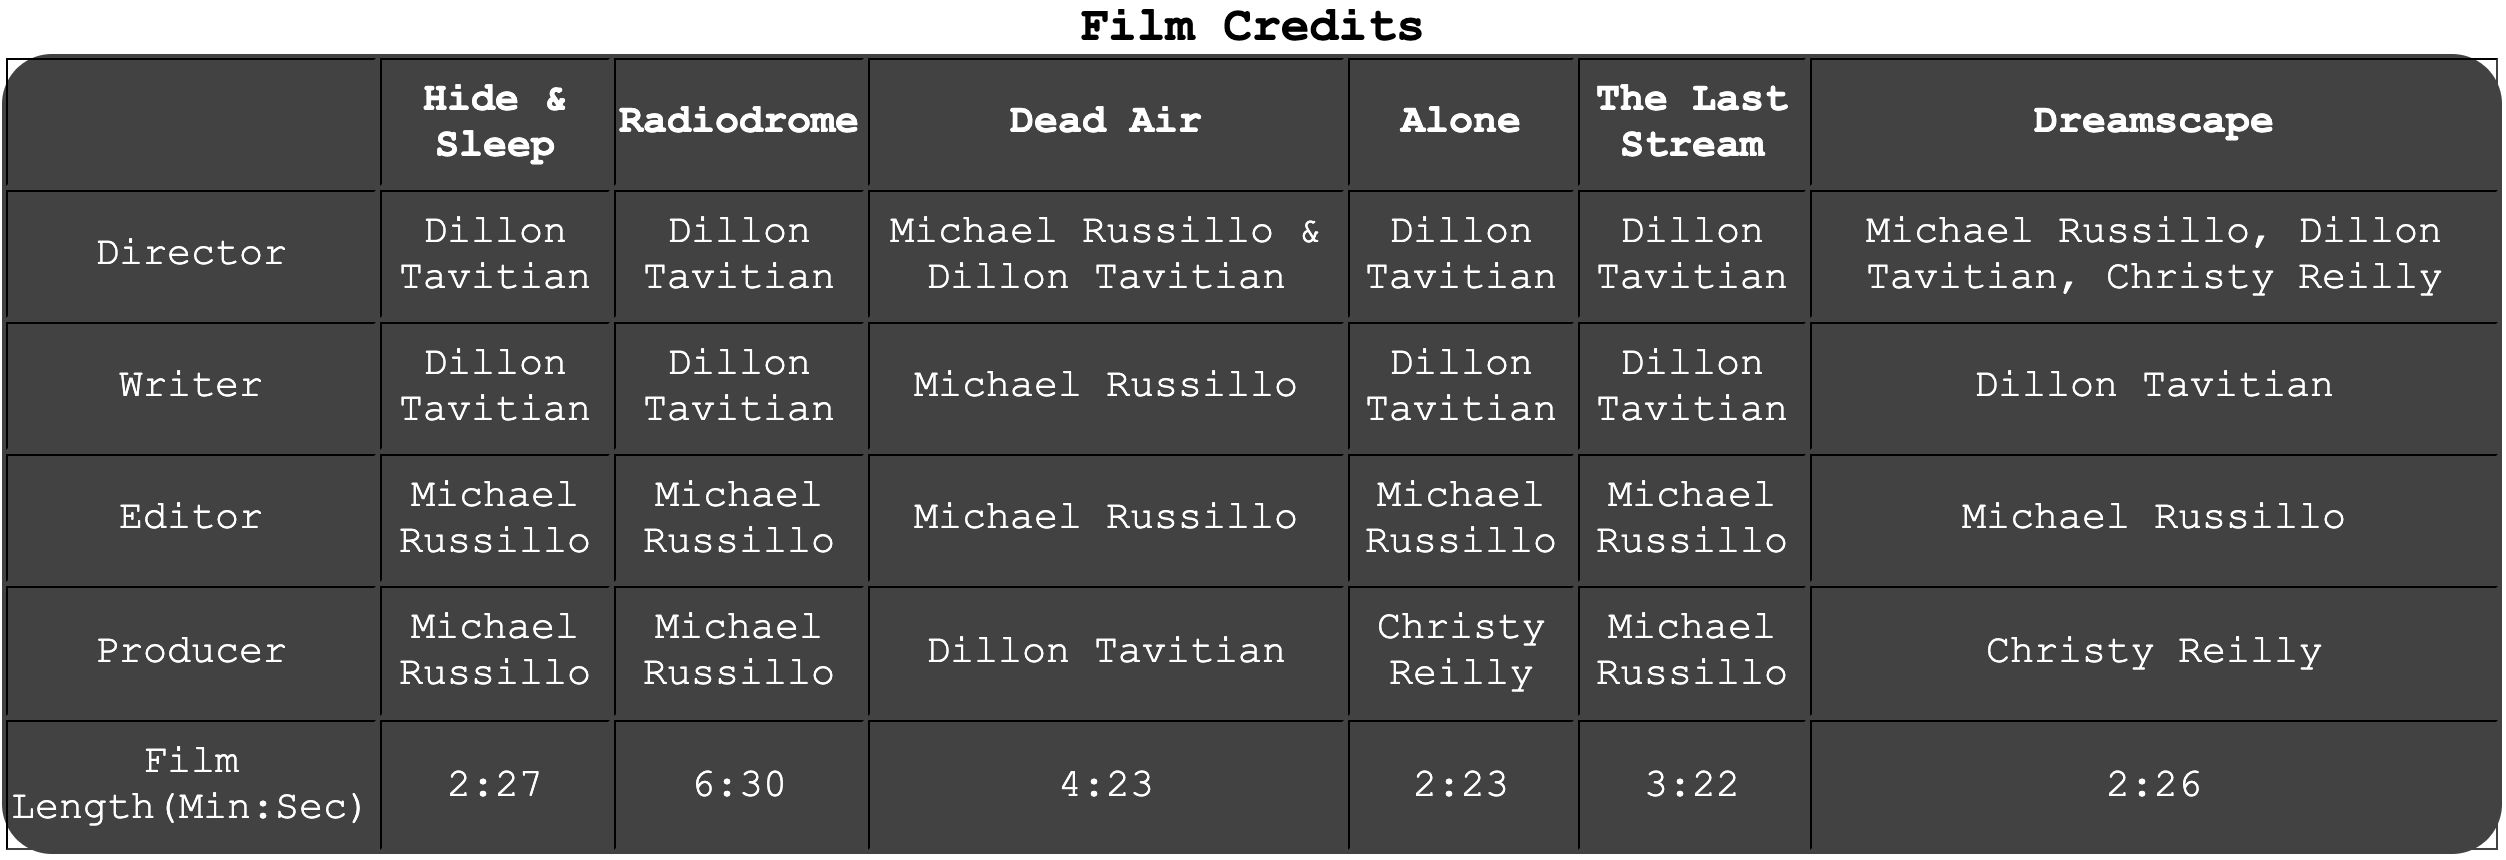 Film Credits
Hide &
Sleep
Radiodrome
Dead Air
Alone
The Last
Stream
Dreamscape
Director
Dillon
Tavitian
Dillon
Tavitian
Michael Russillo &
Dillon Tavitian
Dillon
Tavitian
Dillon
Tavitian
Michael Russillo, Dillon
Tavitian, Christy Reilly
Writer
Dillon
Tavitian
Dillon
Tavitian
Michael Russillo
Dillon
Tavitian
Dillon
Tavitian
Dillon Tavitian
Editor
Michael
Russillo
Michael
Russillo
Michael Russillo
Michael
Russillo
Michael
Russillo
Michael Russillo
Producer
Michael
Russillo
Michael
Russillo
Dillon Tavitian
Christy
Reilly
Michael
Russillo
Christy Reilly
Film
Length(Min:Sec)
2:27
6:30
4:23
2:23
3:22
2:26